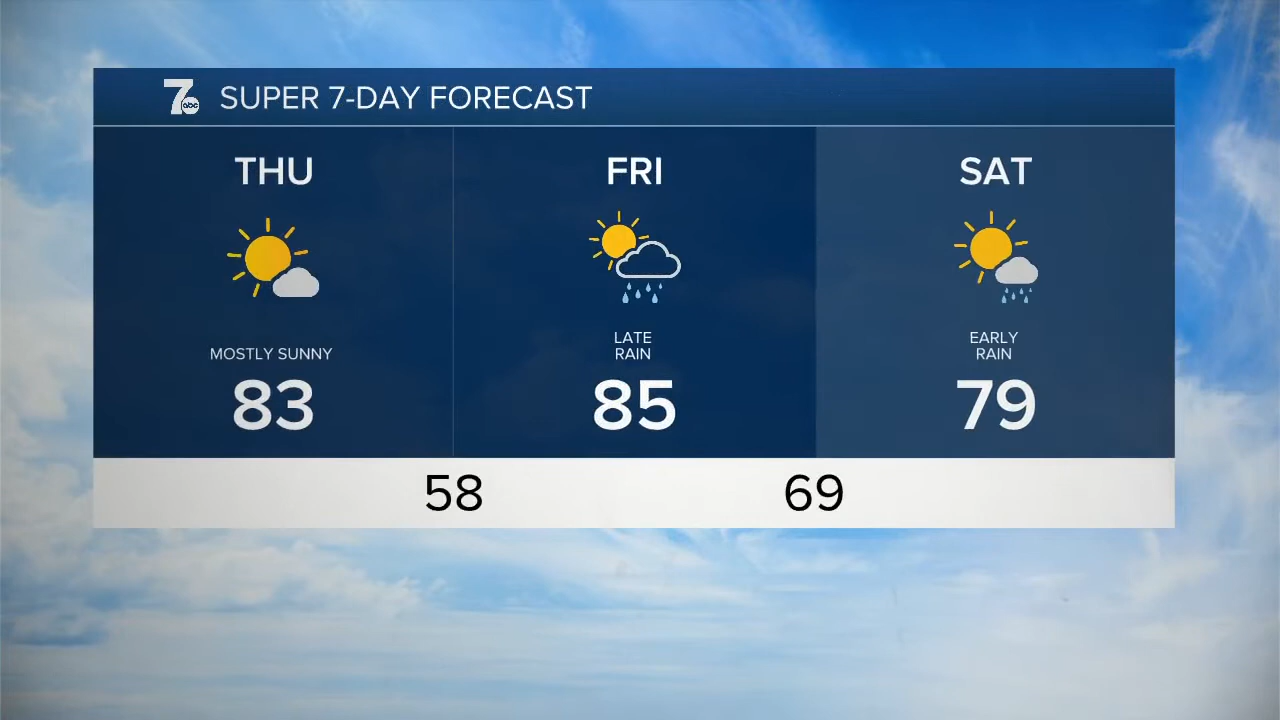 7 abc SUPER 7-DAY FORECAST
THU FRI SAT
MOSTLY SUNNY
LATE
RAIN
EARLY
RAIN
83 85 79
58 69